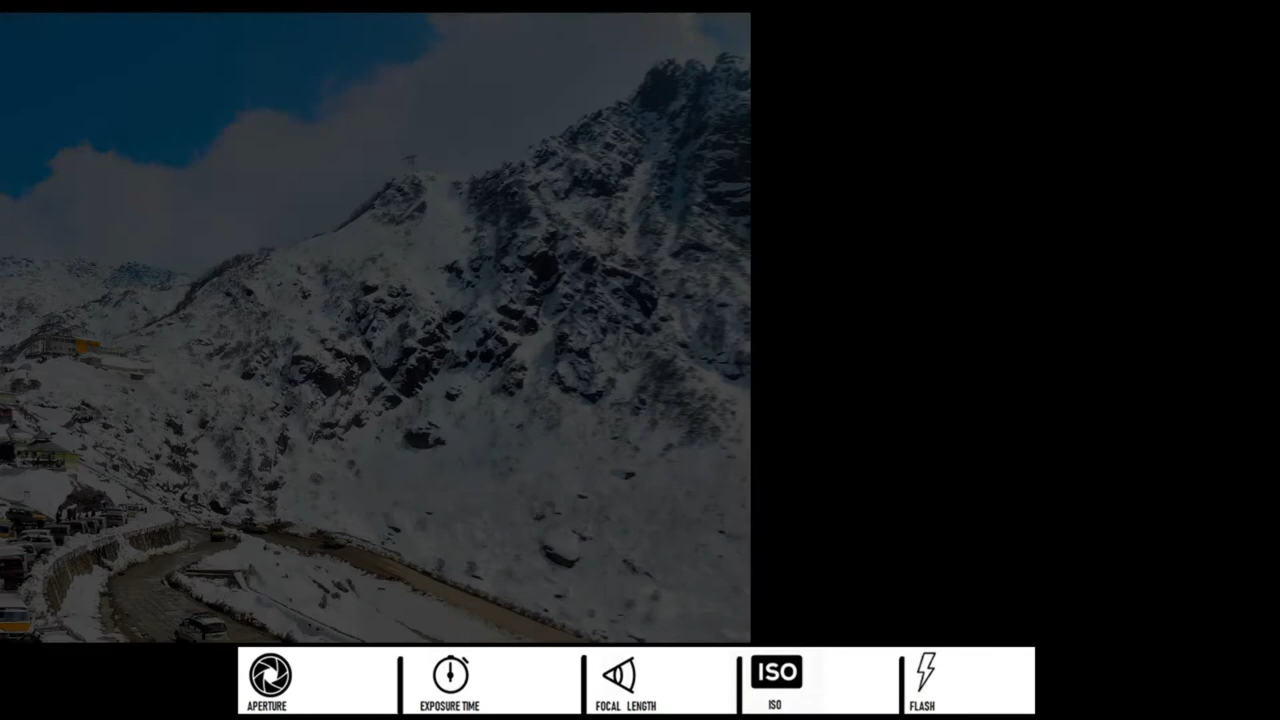 APERTURE
EXPOSURE TIME
FOCAL LENGTH
ISO
ISO
FLASH